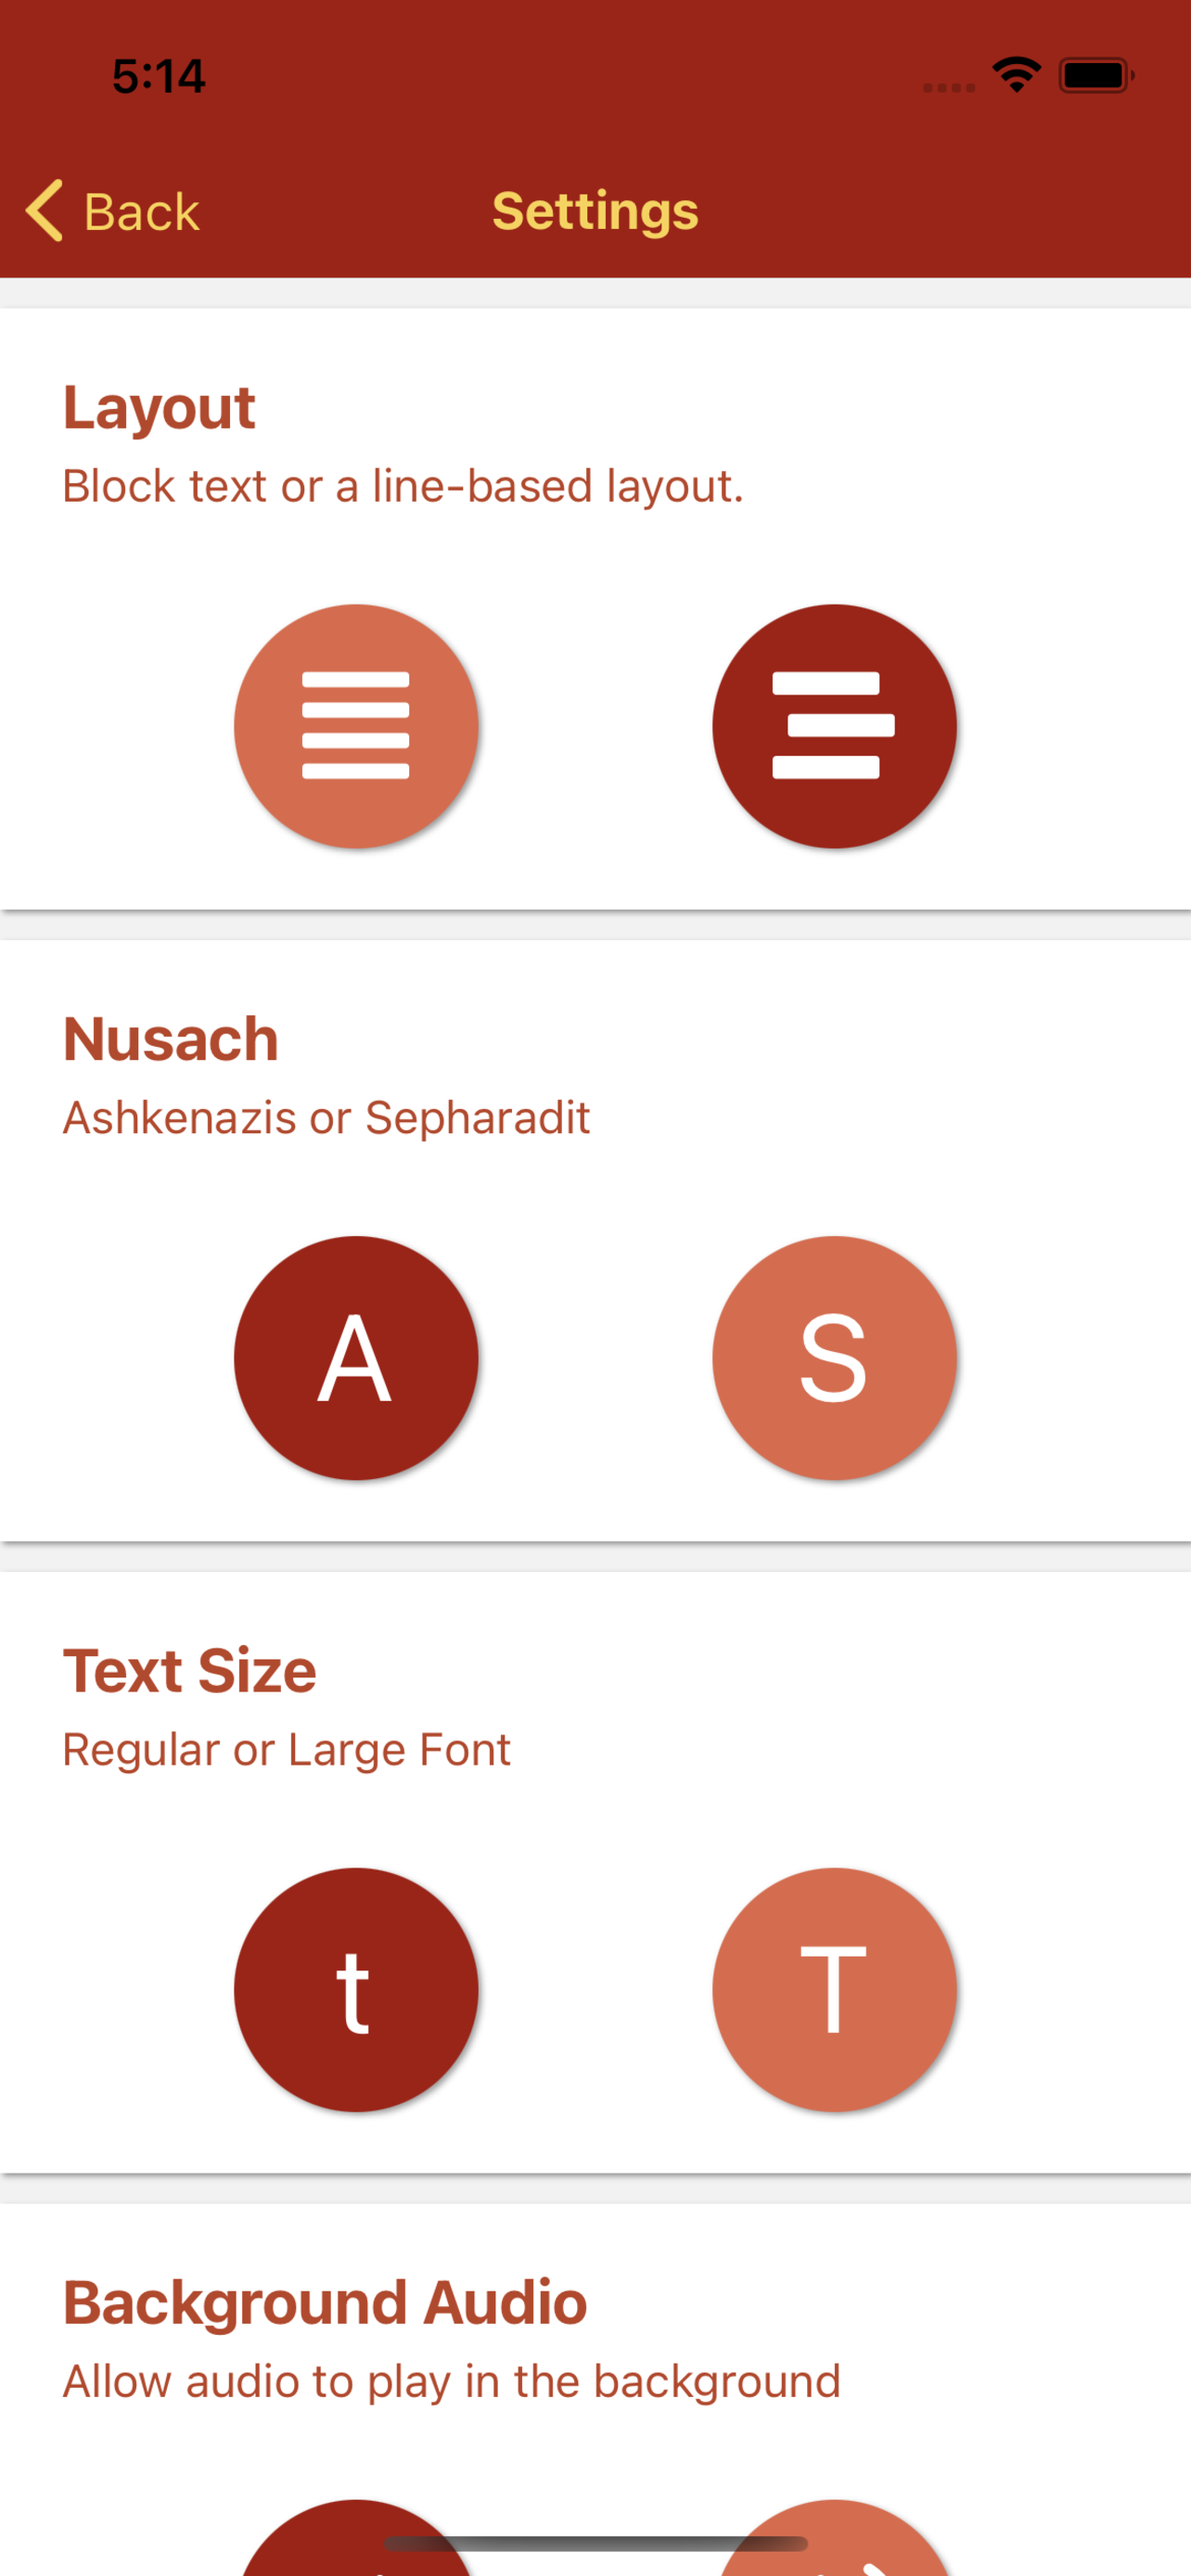 5:14
Back
Settings
Layout
Block text or a line-based layout.
Nusach
Ashkenazis or Sepharadit
A
S
Text Size
Regular or Large Font
t
T
Background Audio
Allow audio to play in the background